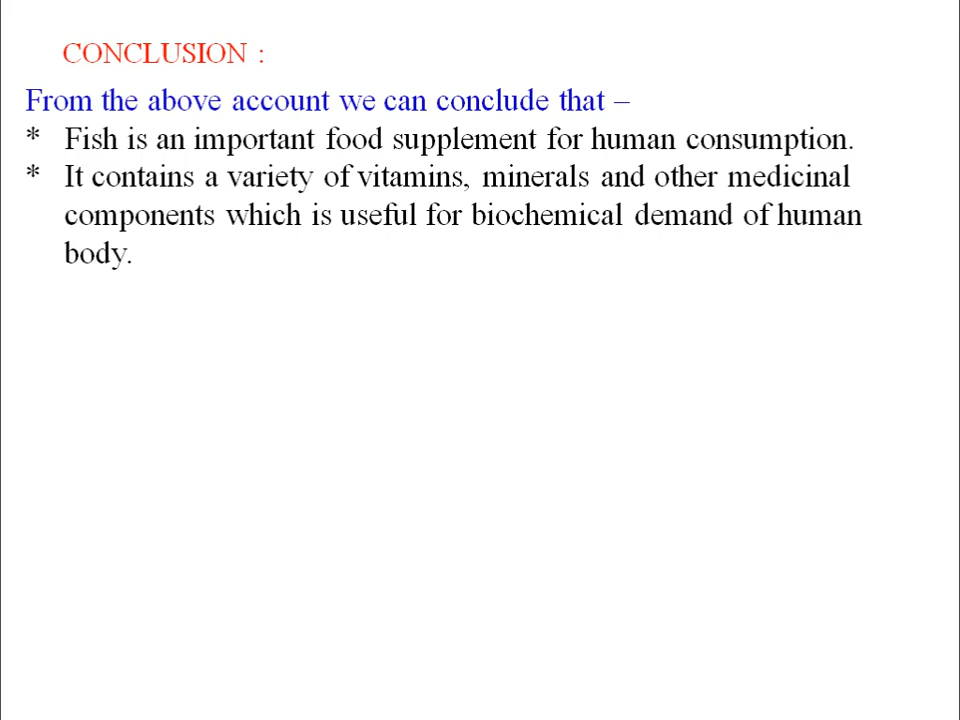 CONCLUSION :
From the above account we can conclude that –
* Fish is an important food supplement for human consumption.
* It contains a variety of vitamins, minerals and other medicinal
components which is useful for biochemical demand of human
body.